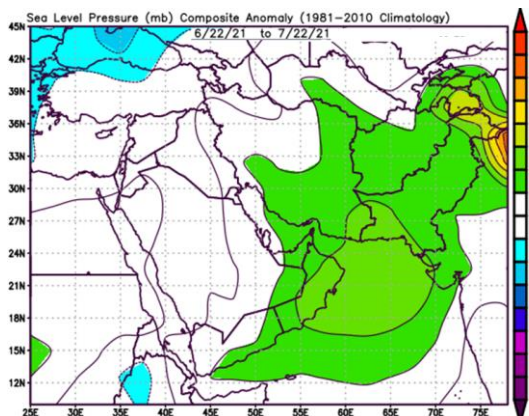 Sea Level Pressure (mb) Composite Anomaly (1981-2010 Climatology)
6/22/21 to 7/22/21
45N
42N
39N
36N
33N
30N
27N
24N
21N
18N
15N
12N
25E 30E 35E 40E 45E 50E 55E 60E 65E 70E 75E